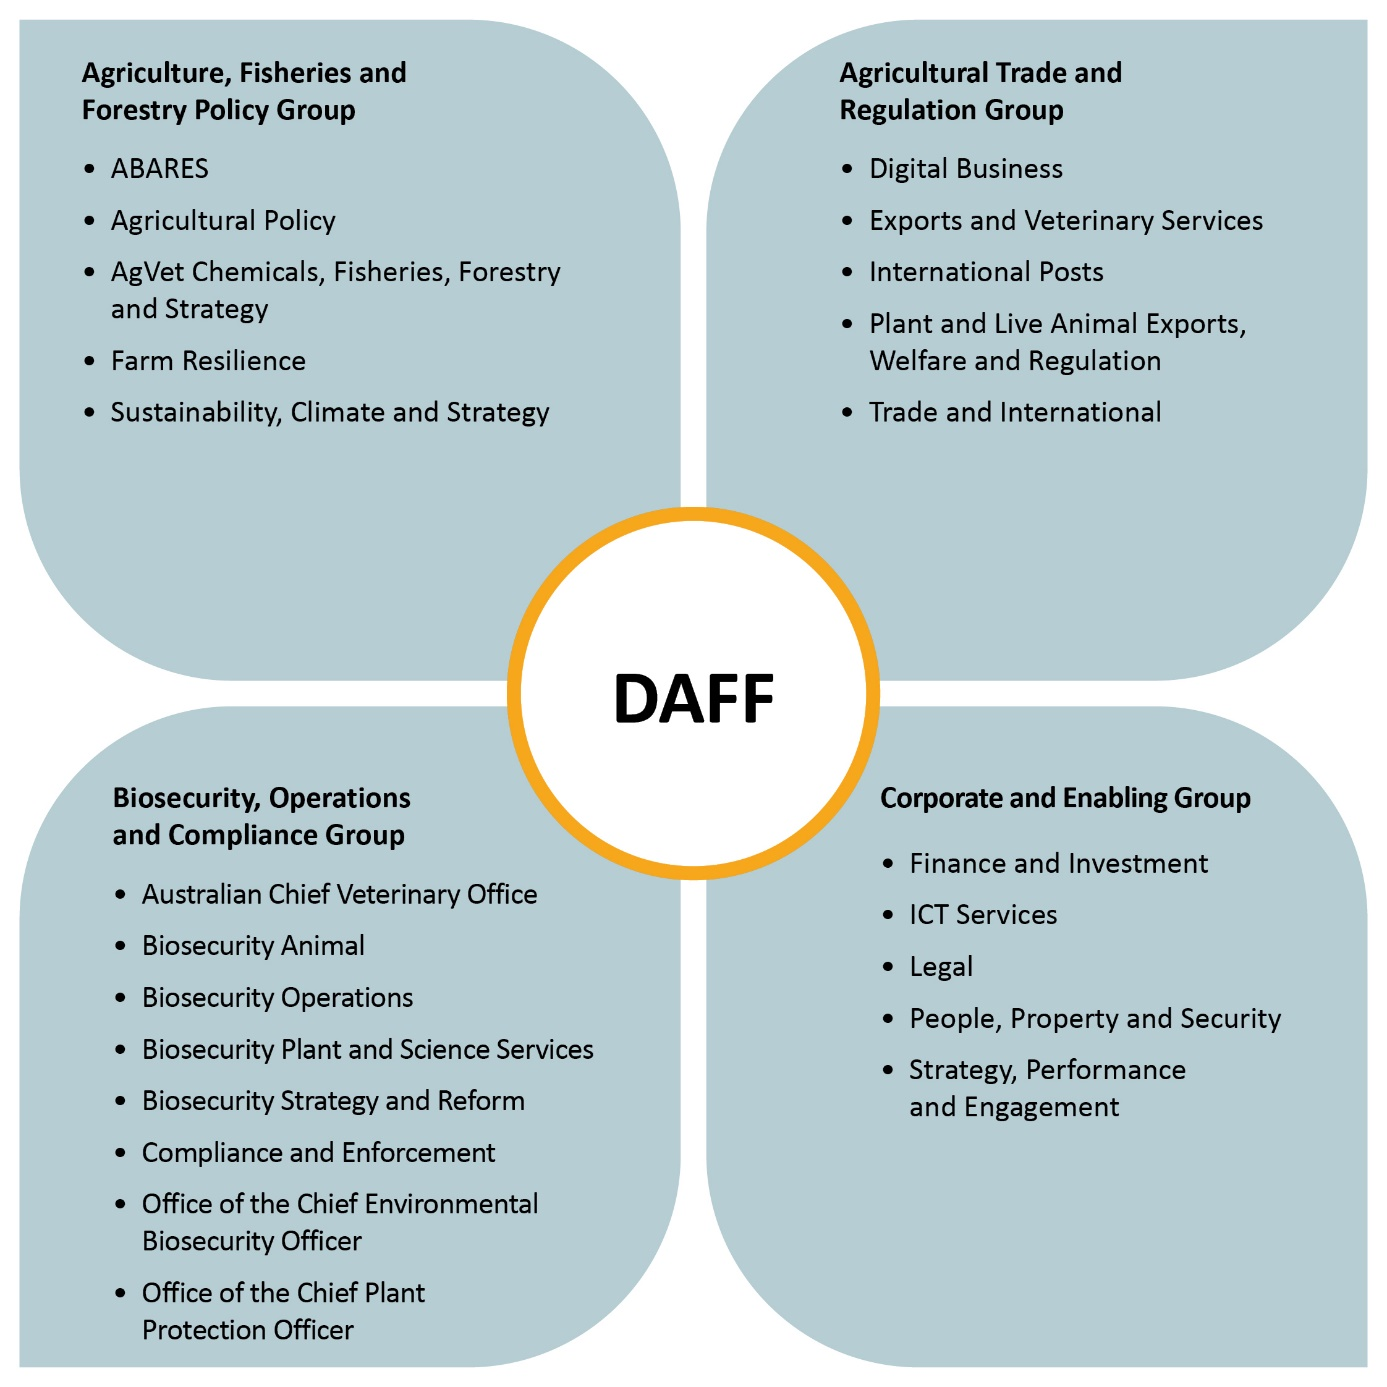 Agriculture, Fisheries and
Forestry Policy Group
• ABARES
• Agricultural Policy
• AgVet Chemicals, Fisheries, Forestry
and Strategy
• Farm Resilience
• Sustainability, Climate and Strategy
Agricultural Trade and
Regulation Group
• Digital Business
• Exports and Veterinary Services
• International Posts
• Plant and Live Animal Exports,
Welfare and Regulation
• Trade and International
DAFF
Biosecurity, Operations
and Compliance Group
• Australian Chief Veterinary Office
• Biosecurity Animal
• Biosecurity Operations
• Biosecurity Plant and Science Services
• Biosecurity Strategy and Reform
• Compliance and Enforcement
• Office of the Chief Environmental
Biosecurity Officer
• Office of the Chief Plant
Protection Officer
Corporate and Enabling Group
• Finance and Investment
• ICT Services
• Legal
• People, Property and Security
• Strategy, Performance
and Engagement